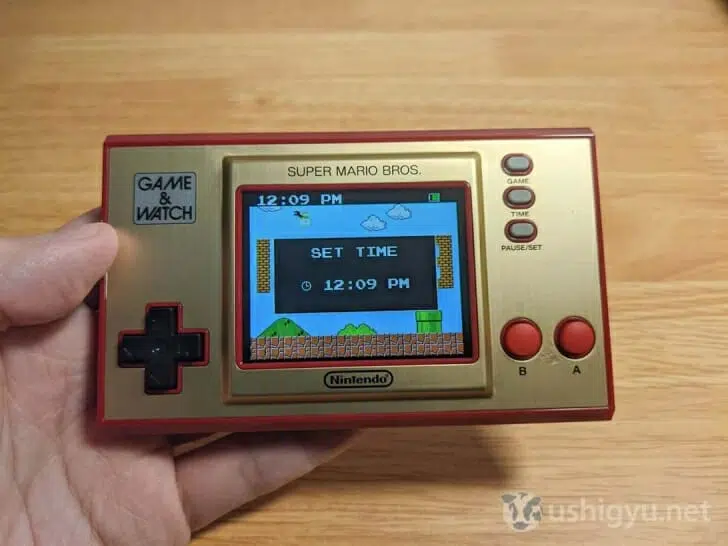 GAME
&
WATCH
SUPER MARIO BROS.
12:09 PM
SET TIME
12:09 PM
Nintendo®
GAME
TIME
PAUSE/SET
B
A
ushigyu.net